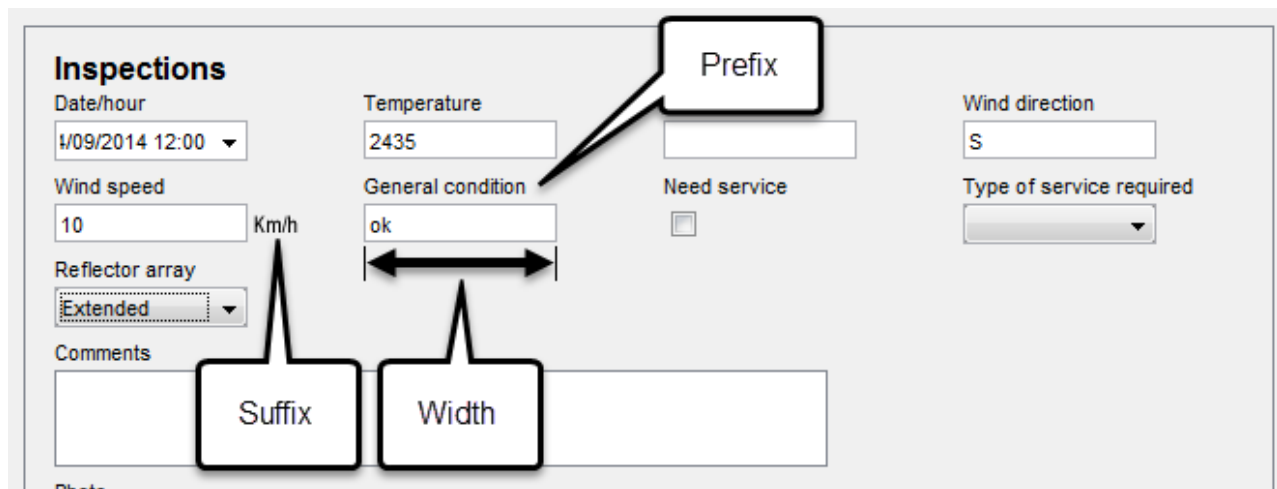 Inspections
Prefix
Date/hour
Temperature
Wind direction
/09/2014 12:00
2435
S
Wind speed
General condition
Need service
Type of service required
10
Km/h
ok
Reflector array
Extended
Comments
Suffix
Width